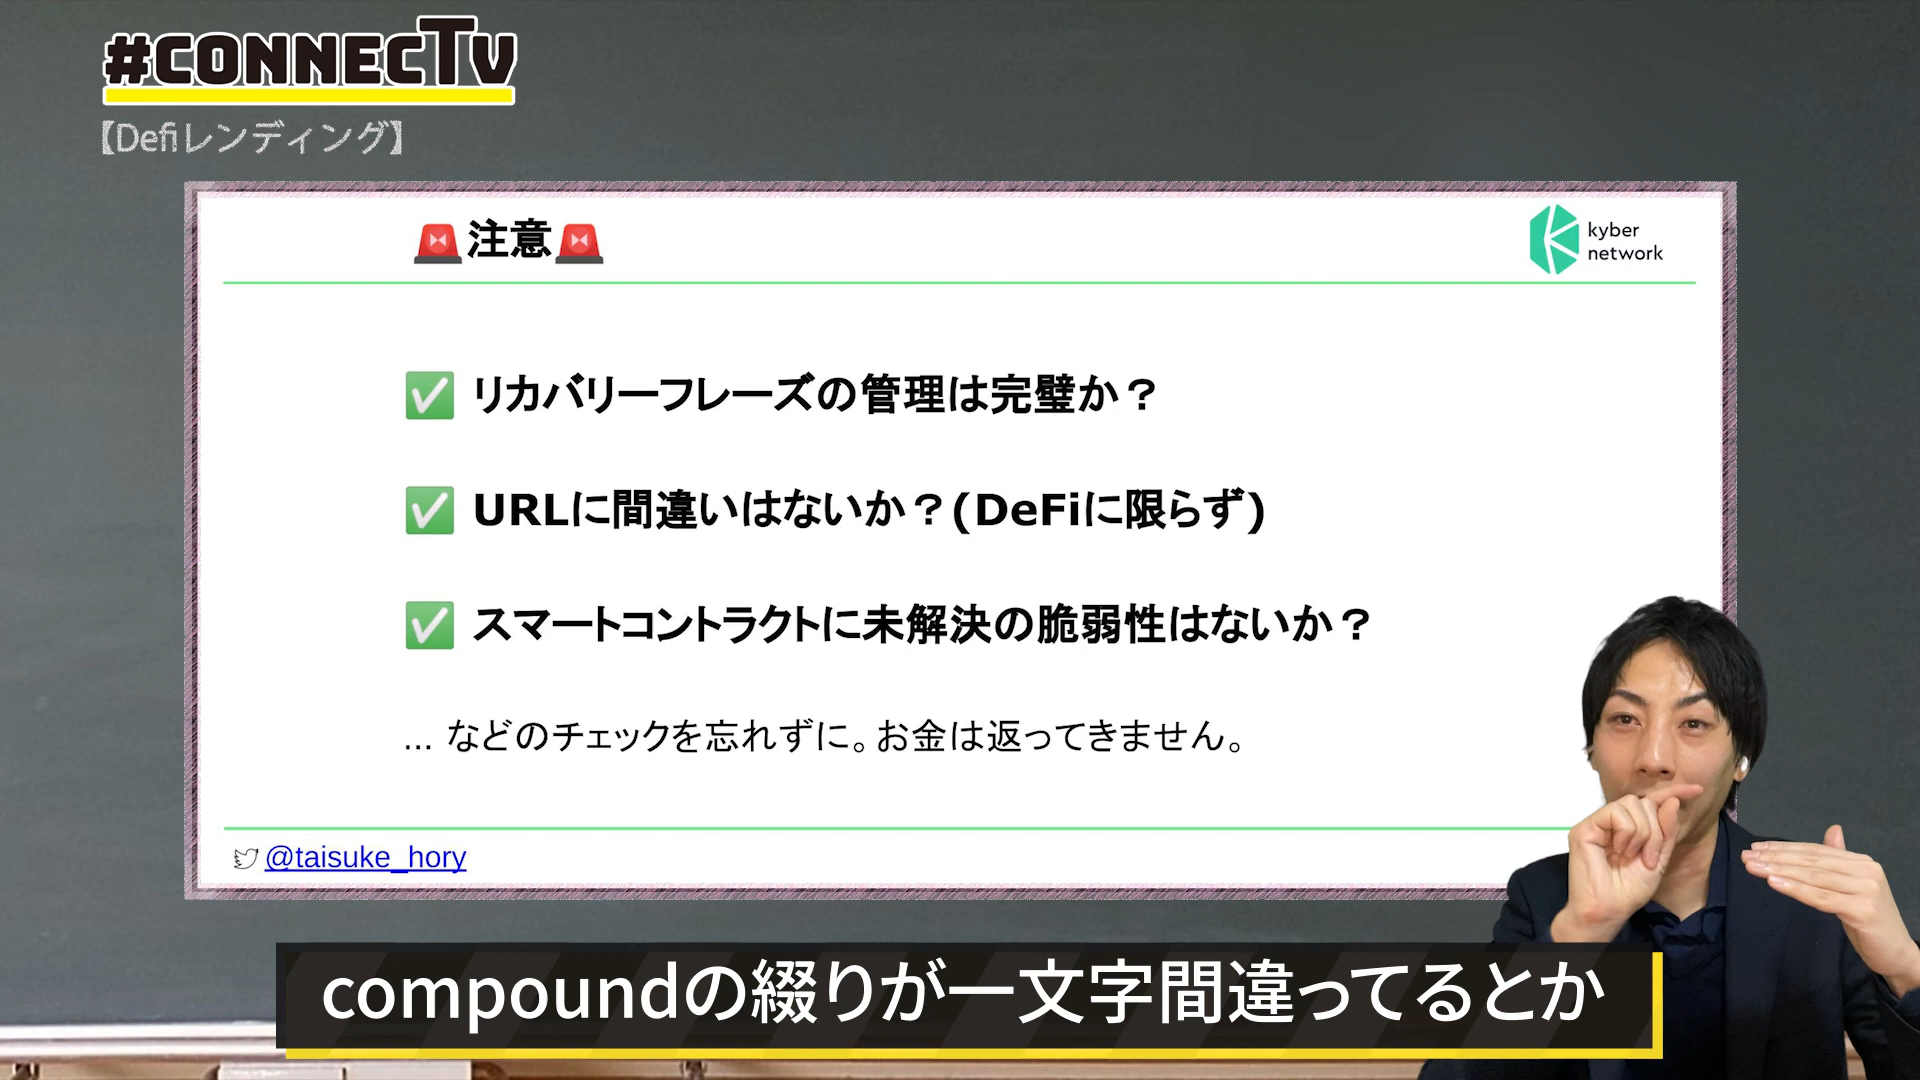 #CONNECTV
【Defiレンディング】
🚨注意🚨
kyber
network
✅ リカバリーフレーズの管理は完璧か？
✅ URLに間違いはないか？(DeFiに限らず)
✅ スマートコントラクトに未解決の脆弱性はないか？
... などのチェックを忘れずに。お金は返ってきません。
@taisuke_hory
compoundの綴りが一文字間違ってるとか